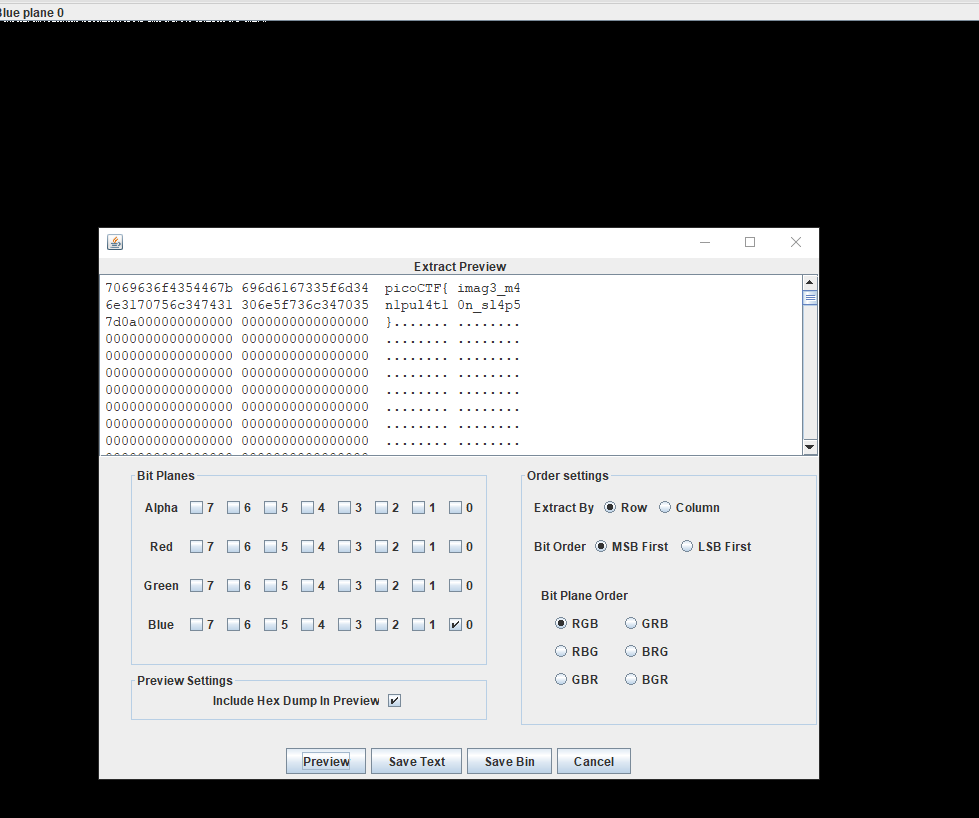 Blue plane 0
Extract Preview
7069636f4354467b 696d6167335f6d34 picoCTF{ imag3_m4
6e3170756c347431 306e5f736c347035 n1pul4t1 0n_sl4p5
7d0a000000000000 0000000000000000 }....... ........
0000000000000000 0000000000000000 ........ ........
0000000000000000 0000000000000000 ........ ........
0000000000000000 0000000000000000 ........ ........
0000000000000000 0000000000000000 ........ ........
0000000000000000 0000000000000000 ........ ........
0000000000000000 0000000000000000 ........ ........
0000000000000000 0000000000000000 ........ ........
Bit Planes
Alpha 7 6 5 4 3 2 1 0
Red 7 6 5 4 3 2 1 0
Green 7 6 5 4 3 2 1 0
Blue 7 6 5 4 3 2 1 0
Preview Settings
Include Hex Dump In Preview
Order settings
Extract By Row Column
Bit Order MSB First LSB First
Bit Plane Order
RGB GRB
RBG BRG
GBR BGR
Preview Save Text Save Bin Cancel